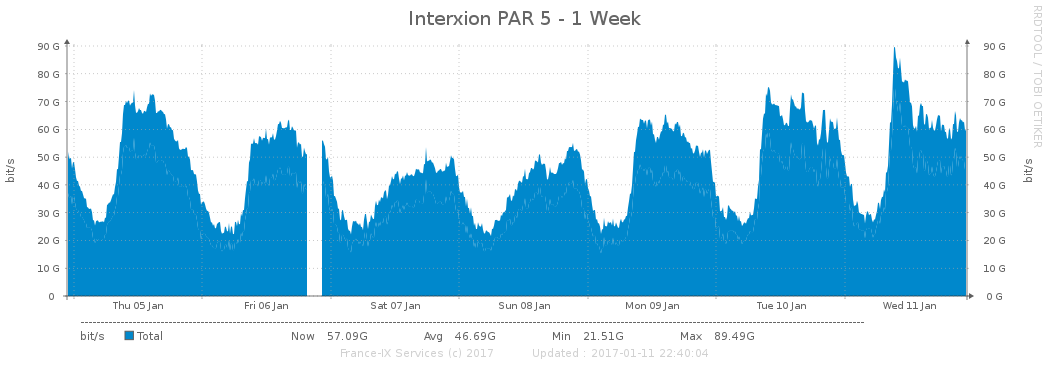 Interxion PAR 5 - 1 Week
RRDTOOL / TOBI OETIKER
90 G 90 G
80 G 80 G
70 G 70 G
60 G 60 G
50 G 50 G
40 G 40 G
30 G 30 G
20 G 20 G
10 G 10 G
0 0 G
bit/s bit/s
Thu 05 Jan Fri 06 Jan Sat 07 Jan Sun 08 Jan Mon 09 Jan Tue 10 Jan Wed 11 Jan
bit/s Total Now 57.09G Avg 46.69G Min 21.51G Max 89.49G
France-IX Services (c) 2017 Updated : 2017-01-11 22:40:04